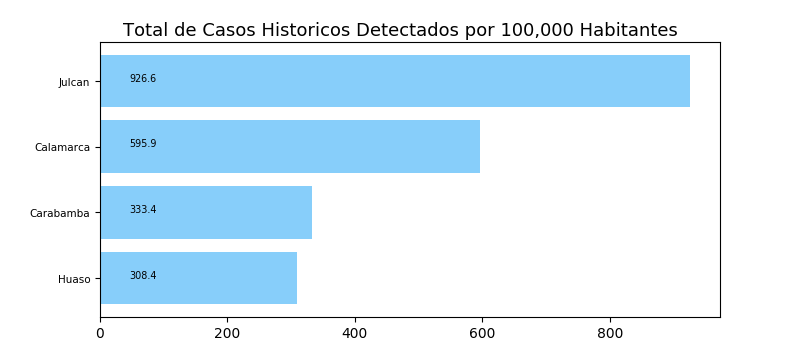 Total de Casos Historicos Detectados por 100,000 Habitantes
Julcan 926.6
Calamarca 595.9
Carabamba 333.4
Huaso 308.4
0 200 400 600 800